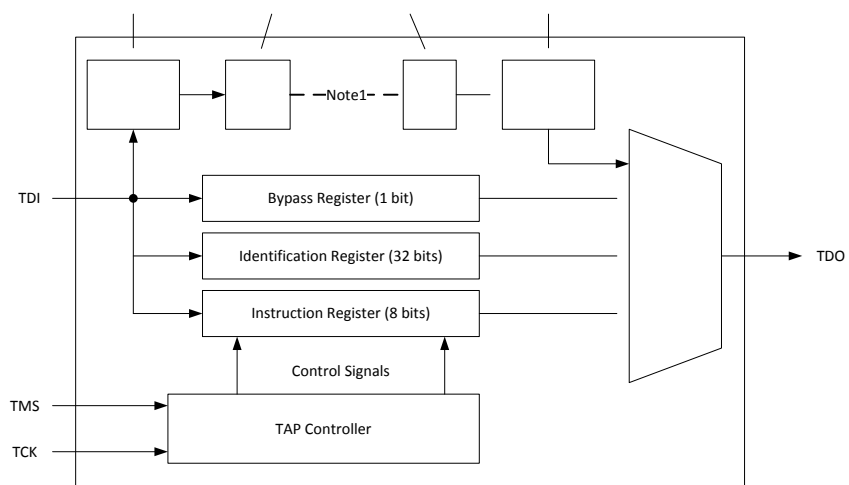 Note1
TDI
Bypass Register (1 bit)
Identification Register (32 bits)
TDO
Instruction Register (8 bits)
Control Signals
TMS
TAP Controller
TCK